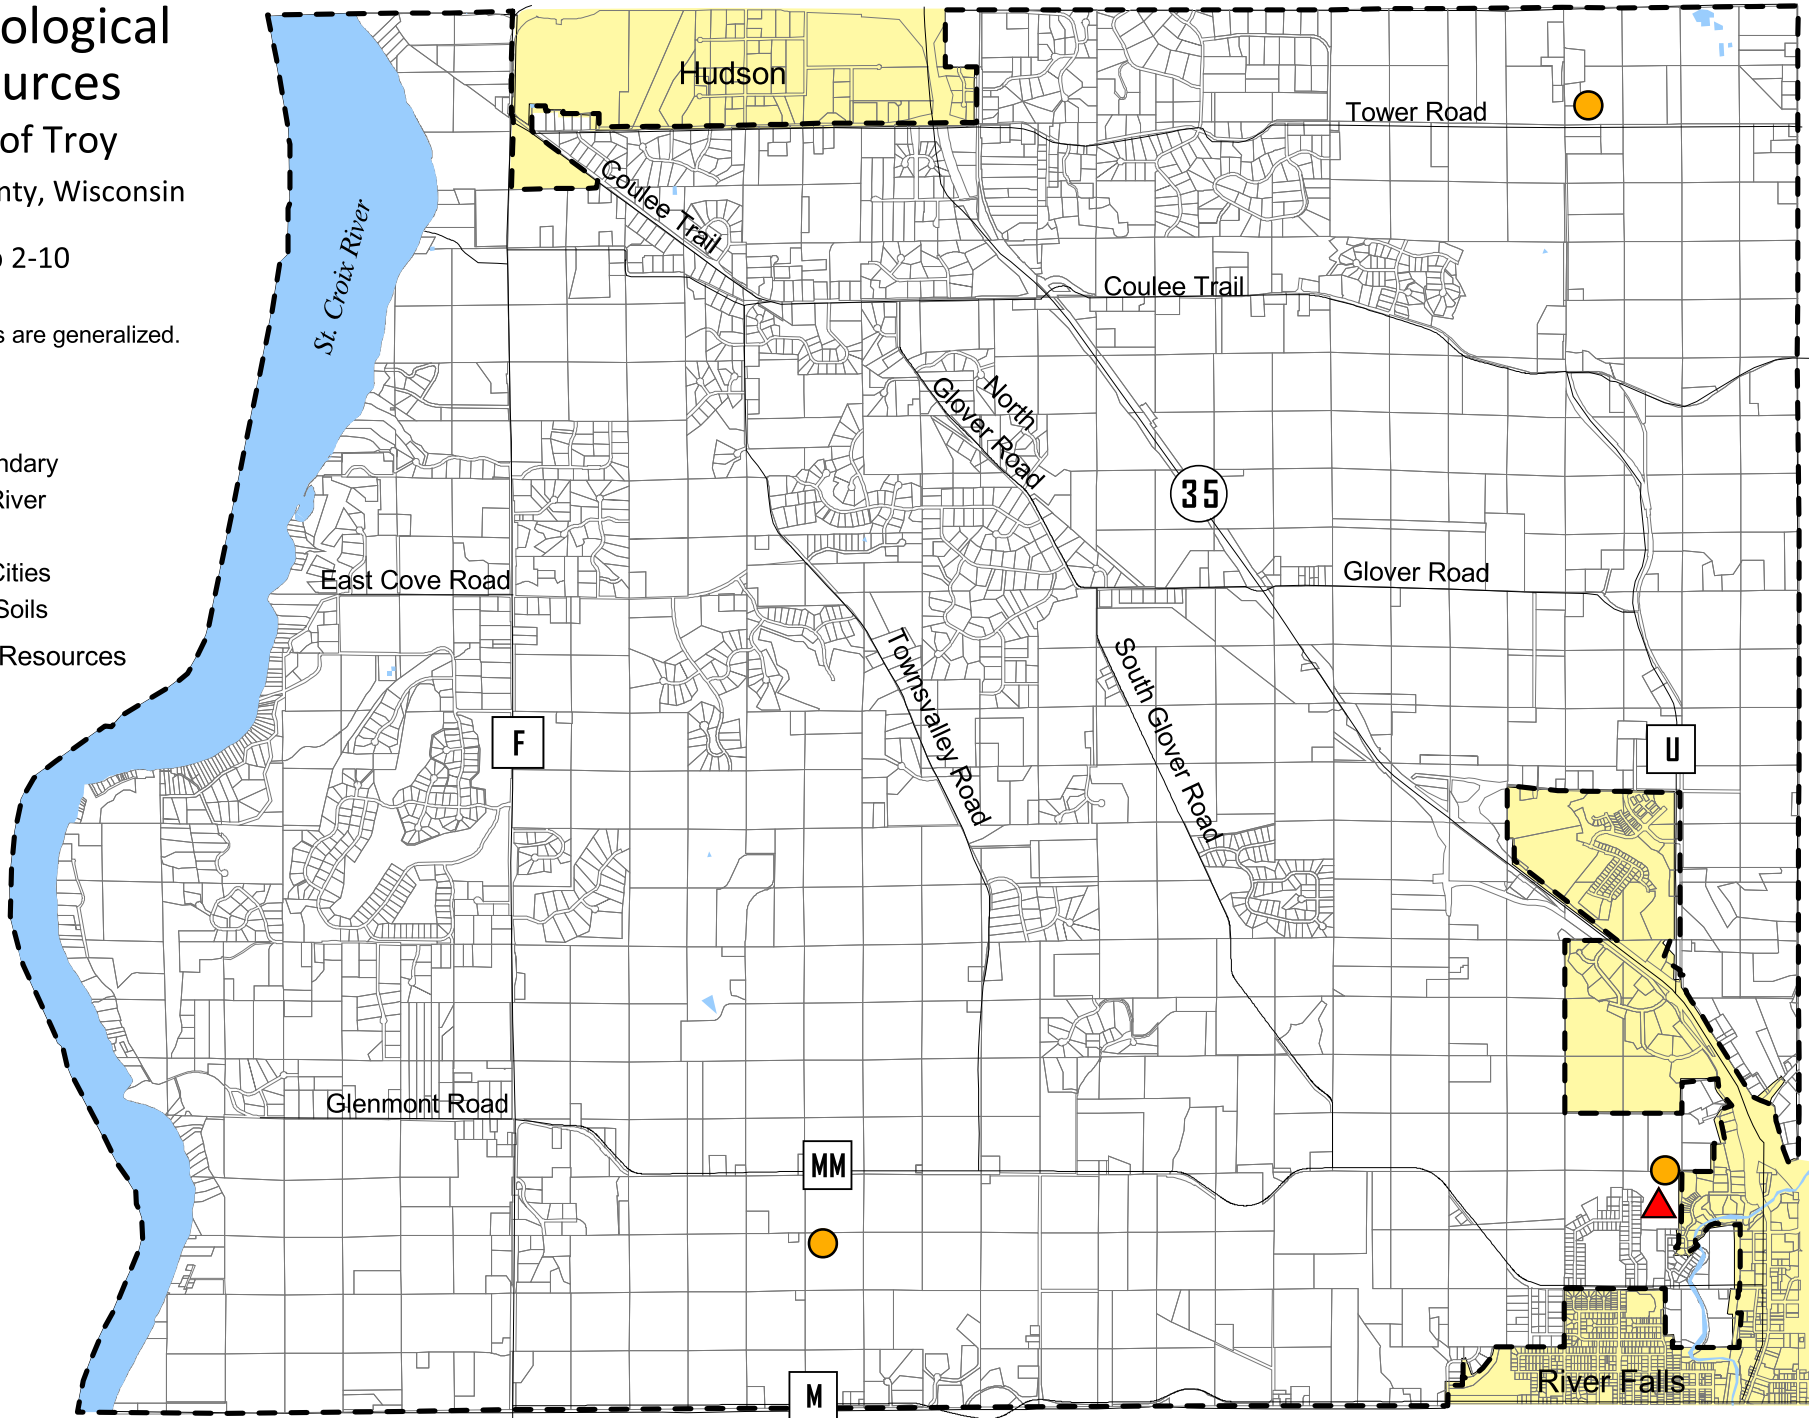 ological
urces
of Troy
nty, Wisconsin
2-10
s are generalized.
ndary
River
Cities
Soils
Resources
Hudson
Tower Road
Coulee Trail
St. Croix River
Coulee Trail
North
Glover Road
35
East Cove Road
Glover Road
Townsvalley Road
South Glover Road
F
U
Glenmont Road
MM
M
River Falls